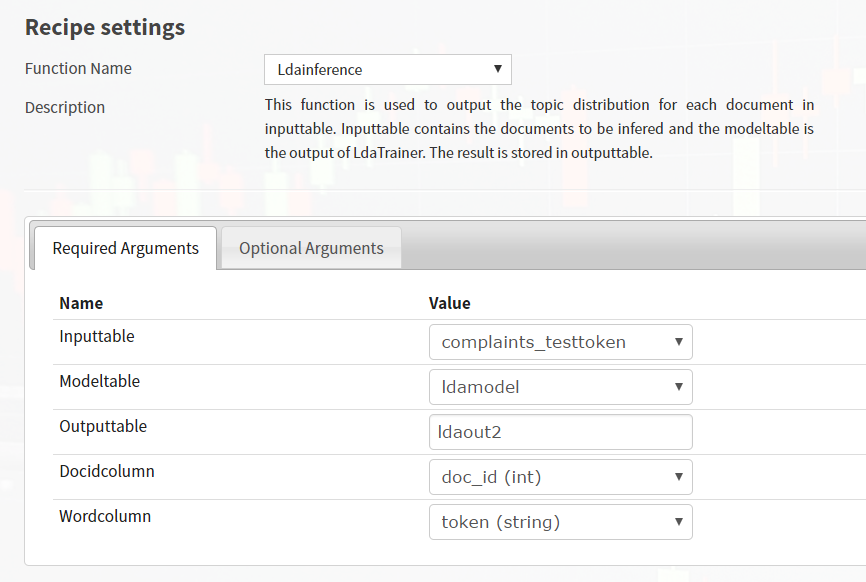 Recipe settings
Function Name Ldainference
Description This function is used to output the topic distribution for each document in
inputtable. Inputtable contains the documents to be infered and the modeltable is
the output of LdaTrainer. The result is stored in outputtable.
Required Arguments Optional Arguments
Name Value
Inputtable complaints_testtoken
Modeltable ldamodel
Outputtable ldaout2
Docidcolumn doc_id (int)
Wordcolumn token (string)